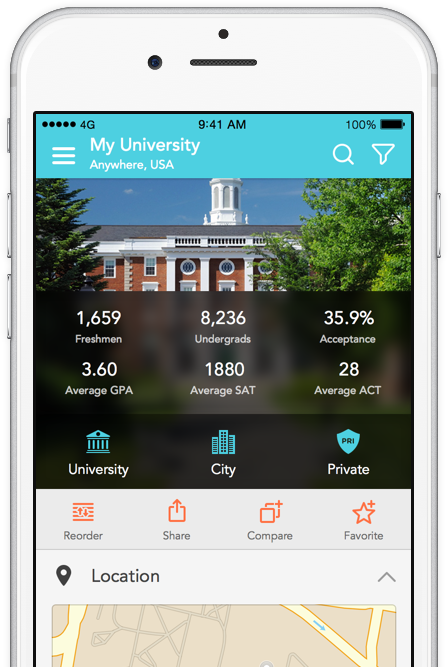 4G 9:41 AM 100%
My University
Anywhere, USA
1,659 8,236 35.9%
Freshmen Undergrads Acceptance
3.60 1880 28
Average GPA Average SAT Average ACT
PRI
University City Private
Reorder Share Compare Favorite
Location